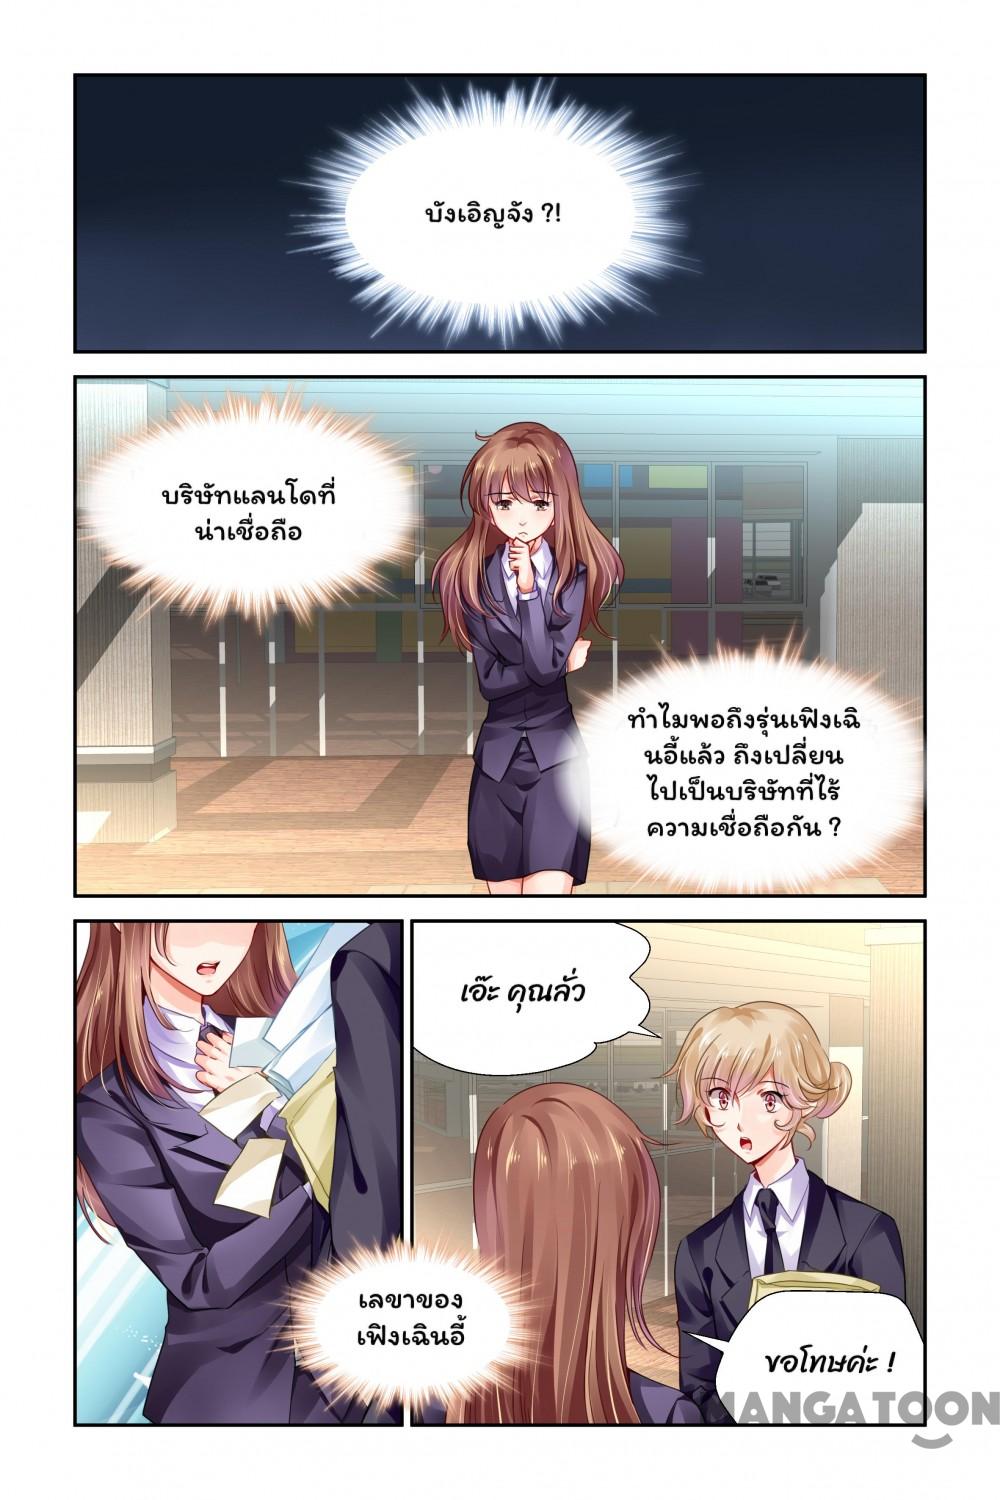 บังเอิญจัง ?!
บริษัทแลนโดที่
น่าเชื่อถือ
ทำไมพอถึงรุ่นเฟิงเฉิ
นอี้แล้ว ถึงเปลี่ยน
ไปเป็นบริษัทที่ไร้
ความเชื่อถือกัน ?
เอ๊ะ คุณลั่ว
เลขาของ
เฟิงเฉินอี้
ขอโทษค่ะ !
MANGATOON